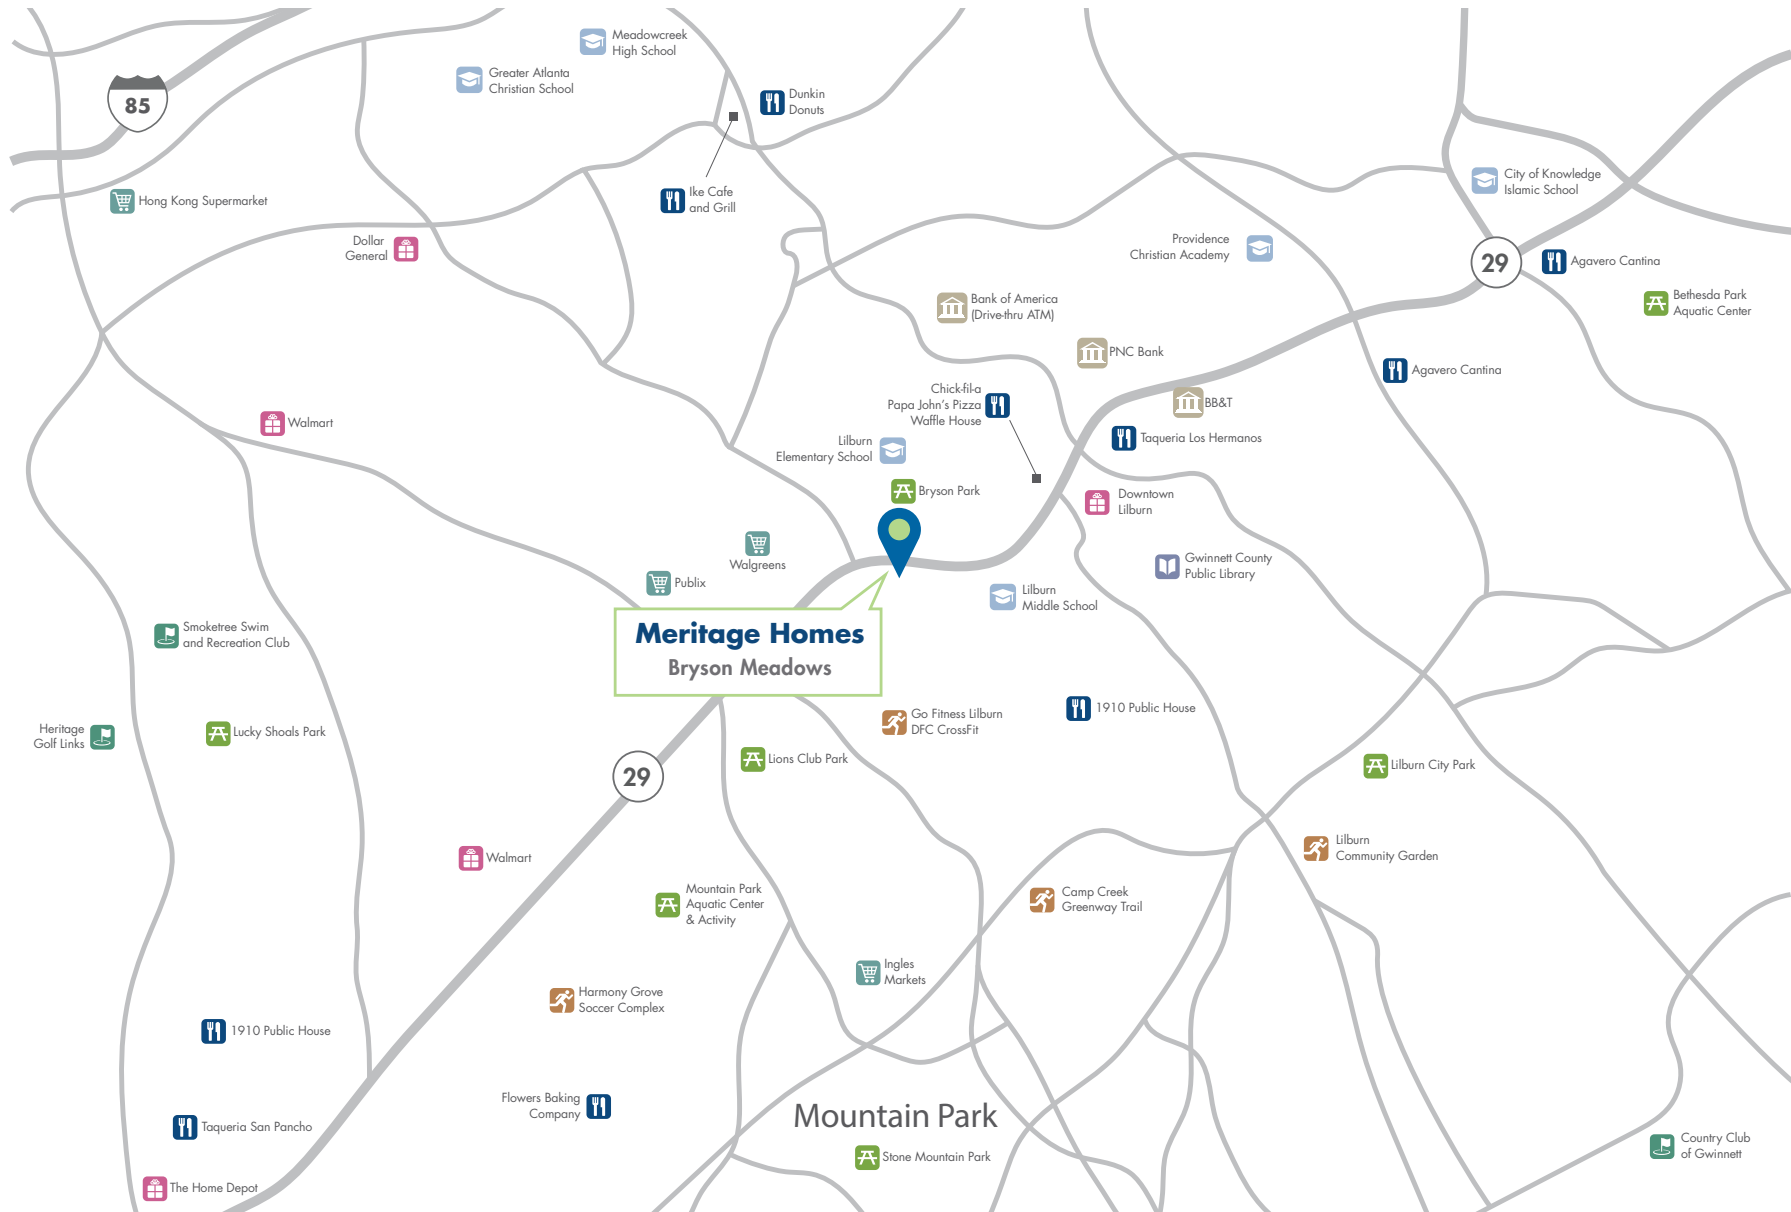 Meadowcreek
High School
Greater Atlanta
Christian School
85
Dunkin
Donuts
Hong Kong Supermarket
Ike Cafe
and Grill
City of Knowledge
Islamic School
Dollar
General
Providence
Christian Academy
29
Agavero Cantina
Bank of America
(Drive-thru ATM)
Bethesda Park
Aquatic Center
PNC Bank
Agavero Cantina
Chick-fil-a
Papa John's Pizza
Waffle House
BB&T
Walmart
Taqueria Los Hermanos
Lilburn
Elementary School
Bryson Park
Downtown
Lilburn
Walgreens
Publix
Gwinnett County
Public Library
Lilburn
Middle School
Smoketree Swim
and Recreation Club
Meritage Homes
Bryson Meadows
1910 Public House
Go Fitness Lilburn
DFC CrossFit
Heritage
Golf Links
Lucky Shoals Park
Lions Club Park
Lilburn City Park
29
Walmart
Lilburn
Community Garden
Mountain Park
Aquatic Center
& Activity
Camp Creek
Greenway Trail
Ingles
Markets
Harmony Grove
Soccer Complex
1910 Public House
Flowers Baking
Company
Mountain Park
Taqueria San Pancho
Stone Mountain Park
Country Club
of Gwinnett
The Home Depot